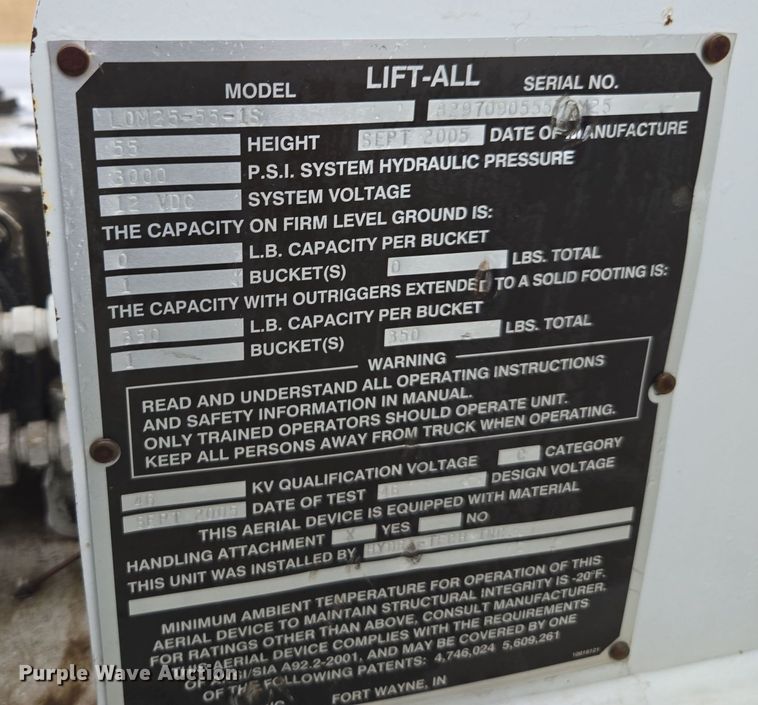 LIFT-ALL
MODEL SERIAL NO.
LOM25-55-1S
55 HEIGHT SEPT 2005 DATE OF MANUFACTURE
3000 P.S.I. SYSTEM HYDRAULIC PRESSURE
12 VDC SYSTEM VOLTAGE
THE CAPACITY ON FIRM LEVEL GROUND IS:
0 L.B. CAPACITY PER BUCKET
1 BUCKET(S) 0 LBS. TOTAL
THE CAPACITY WITH OUTRIGGERS EXTENDED TO A SOLID FOOTING IS:
350 L.B. CAPACITY PER BUCKET
1 BUCKET(S) 350 LBS. TOTAL
WARNING
READ AND UNDERSTAND ALL OPERATING INSTRUCTIONS
AND SAFETY INFORMATION IN MANUAL.
ONLY TRAINED OPERATORS SHOULD OPERATE UNIT.
KEEP ALL PERSONS AWAY FROM TRUCK WHEN OPERATING.
46 KV QUALIFICATION VOLTAGE C CATEGORY
SEPT 2005 DATE OF TEST 46 DESIGN VOLTAGE
THIS AERIAL DEVICE IS EQUIPPED WITH MATERIAL
HANDLING ATTACHMENT X YES NO
THIS UNIT WAS INSTALLED BY
MINIMUM AMBIENT TEMPERATURE FOR OPERATION OF THIS
AERIAL DEVICE TO MAINTAIN STRUCTURAL INTEGRITY IS -20°F.
FOR RATINGS OTHER THAN ABOVE, CONSULT MANUFACTURER.
THIS AERIAL DEVICE COMPLIES WITH THE REQUIREMENTS
OF ANSI/SIA A92.2-2001, AND MAY BE COVERED BY ONE
OF THE FOLLOWING PATENTS: 4,746,024 5,609,261
FORT WAYNE, IN
Purple Wave Auction